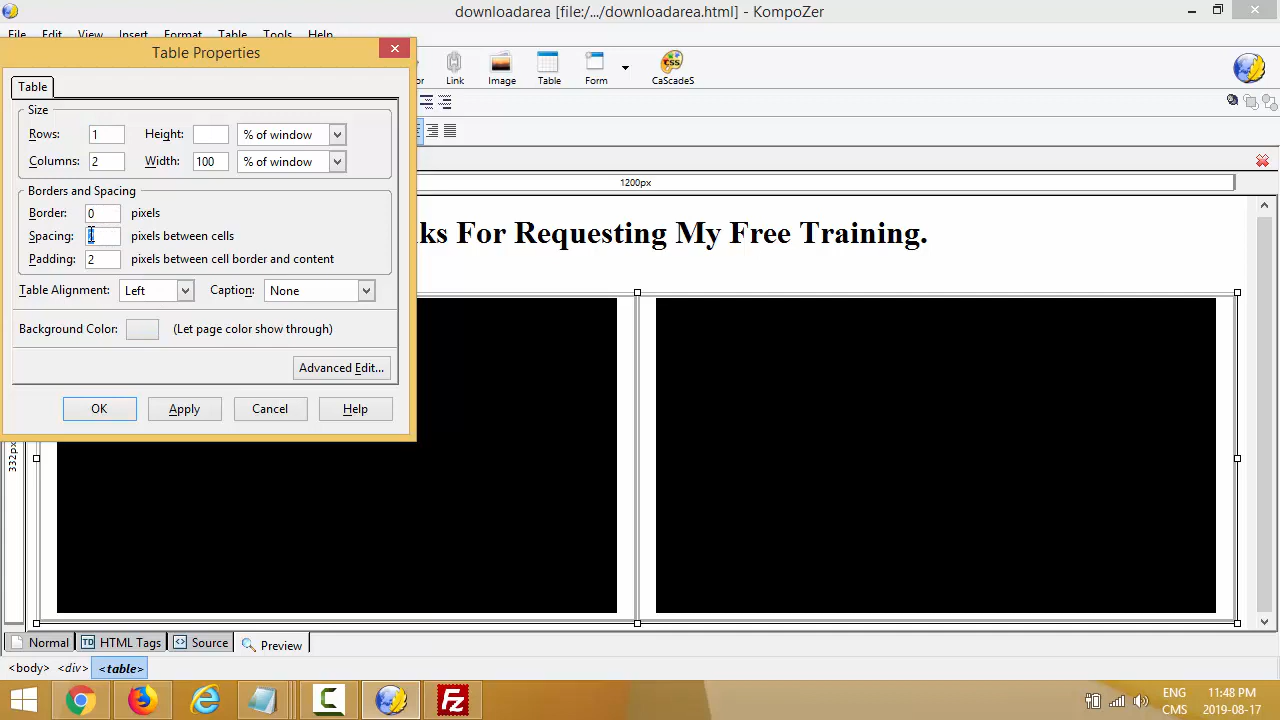 downloadarea [file:/.../downloadarea.html] - KompoZer
File Edit View Insert Format Table Tools Help
Table Properties
Link Image Table Form CaScadeS
Table
Size
Rows: 1 Height: % of window
Columns: 2 Width: 100 % of window
1200px
Borders and Spacing
Border: 0 pixels
Spacing: pixels between cells
Padding: 2 pixels between cell border and content
ks For Requesting My Free Training.
Table Alignment: Left Caption: None
Background Color: (Let page color show through)
Advanced Edit...
OK Apply Cancel Help
332px
Normal HTML Tags Source Preview
<body> <div> <table>
ENG 11:48 PM
CMS 2019-08-17